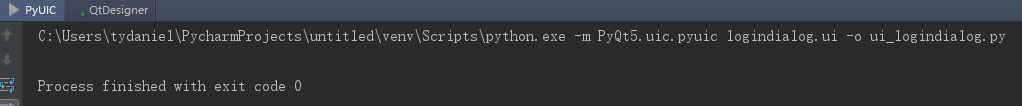 PyUIC
QtDesigner
C:\Users\tydaniel\PycharmProjects\untitled\venv\Scripts\python.exe -m PyQt5.uic.pyuic logindialog.ui -o ui_logindialog.py
Process finished with exit code 0